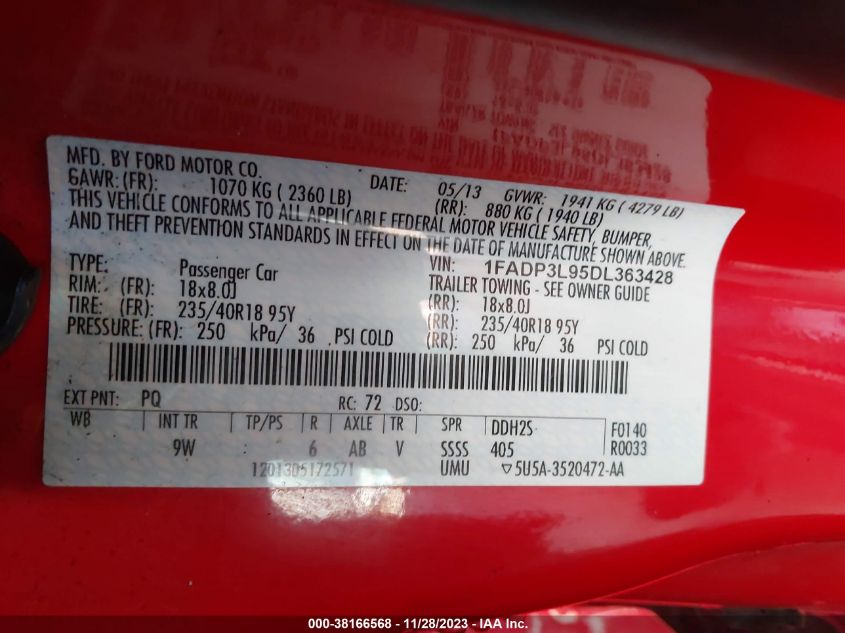 MFD. BY FORD MOTOR CO.
DATE: 05/13 GVWR: 1941 KG ( 4279 LB)
GAWR: (FR): 1070 KG ( 2360 LB) (RR): 880 KG ( 1940 LB)
THIS VEHICLE CONFORMS TO ALL APPLICABLE FEDERAL MOTOR VEHICLE SAFETY, BUMPER,
AND THEFT PREVENTION STANDARDS IN EFFECT ON THE DATE OF MANUFACTURE SHOWN ABOVE.
VIN: 1FADP3L95DL363428
TYPE: Passenger Car TRAILER TOWING - SEE OWNER GUIDE
RIM: (FR): 18x8.0J (RR): 18x8.0J
TIRE: (FR): 235/40R18 95Y (RR): 235/40R18 95Y
PRESSURE: (FR): 250 kPa/ 36 PSI COLD (RR): 250 kPa/ 36 PSI COLD
EXT PNT: PQ RC: 72 DSO:
WB INT TR TP/PS R AXLE TR SPR DDH2S F0140
9W : 6 AB V SSSS 405 R0033
1201305172571 UMU ▽5U5A-3520472-AA
000-38166568 - 11/28/2023 - IAA Inc.